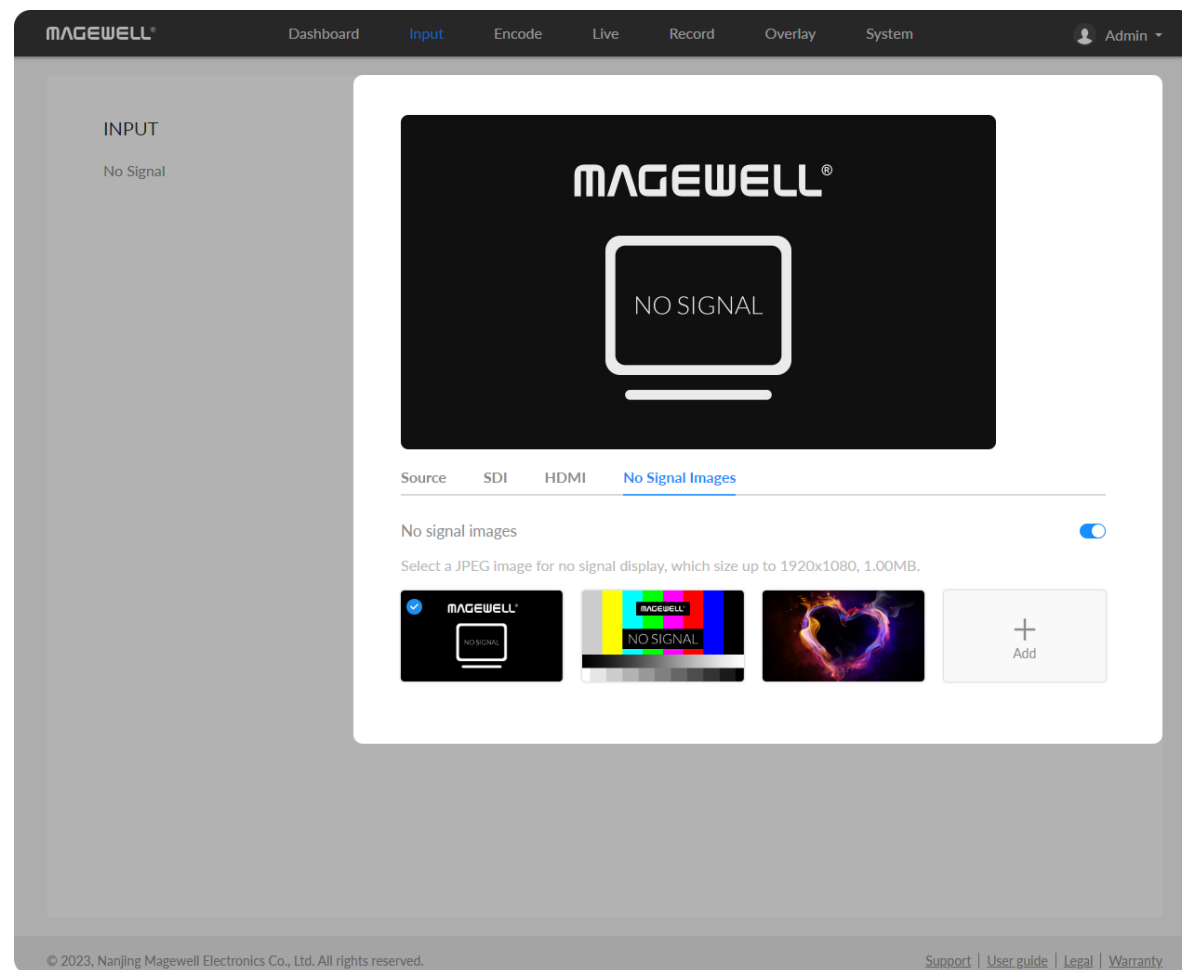 MAGEWELL® Dashboard Input Encode Live Record Overlay System Admin
INPUT
No Signal
MAGEWELL®
NO SIGNAL
Source SDI HDMI No Signal Images
No signal images
Select a JPEG image for no signal display, which size up to 1920x1080, 1.00MB.
MAGEWELL®
NO SIGNAL
MAGEWELL®
NO SIGNAL
Add
© 2023, Nanjing Magewell Electronics Co., Ltd. All rights reserved. Support | User guide | Legal | Warranty